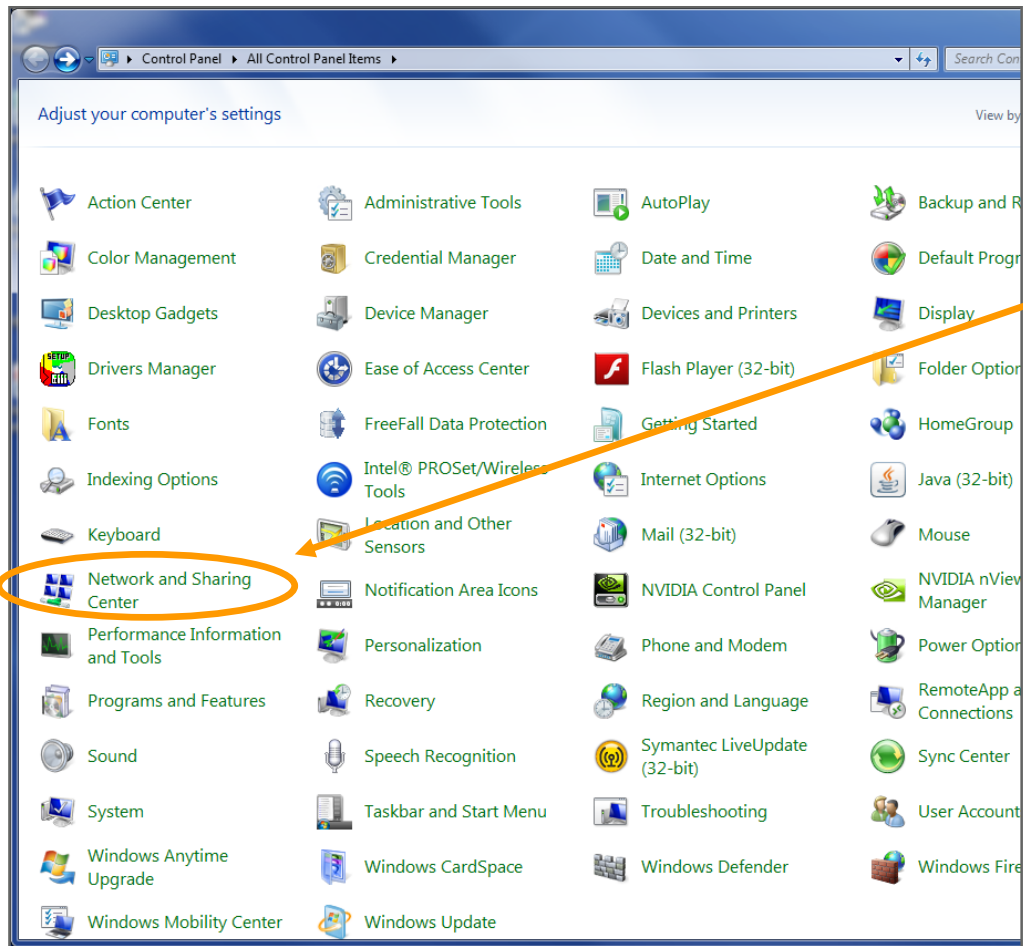 Control Panel All Control Panel Items Search Con
Adjust your computer's settings
View by
Action Center Administrative Tools AutoPlay Backup and R
Color Management Credential Manager Date and Time Default Progr
Desktop Gadgets Device Manager Devices and Printers Display
SETUP
Drivers Manager Ease of Access Center Flash Player (32-bit) Folder Option
Fonts FreeFall Data Protection Getting Started HomeGroup
Indexing Options Intel® PROSet/Wireless Internet Options Java (32-bit)
Tools
Keyboard Location and Other Mail (32-bit) Mouse
Sensors
Network and Sharing Notification Area Icons NVIDIA Control Panel NVIDIA nView
Center Manager
Performance Information Personalization Phone and Modem Power Option
and Tools
Programs and Features Recovery Region and Language RemoteApp a
Connections
Sound Speech Recognition Symantec LiveUpdate Sync Center
(32-bit)
System Taskbar and Start Menu Troubleshooting User Account
Windows Anytime Windows CardSpace Windows Defender Windows Fire
Upgrade
Windows Mobility Center Windows Update